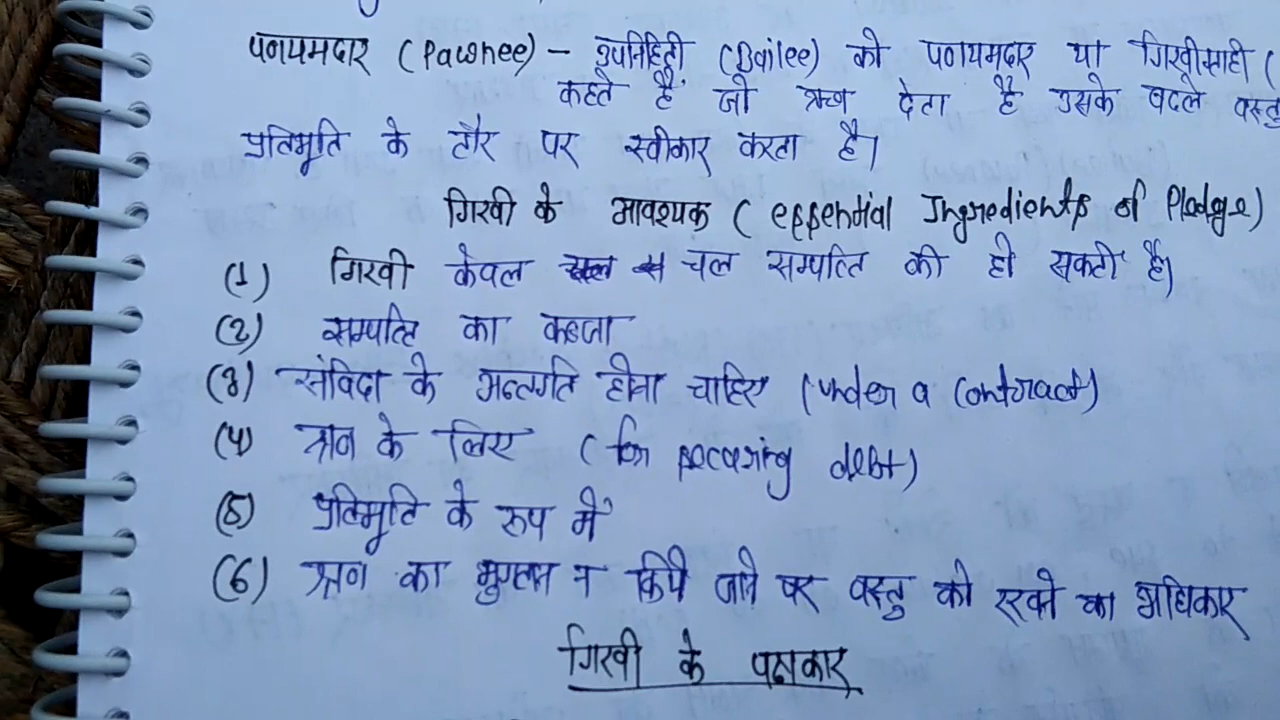 पणयमदार (Pawnee) - उपनिहिती (Bailee) को पणयमदार या गिरवीग्राही (
कहते हैं, जो ऋण देता है उसके बदले वस्तु
प्रतिभूति के तौर पर स्वीकार करता है।
गिरवी के आवश्यक (essential Ingredients of Pledge)
(1) गिरवी केवल चल सम्पत्ति की ही सकती है।
(2) सम्पत्ति का कब्जा
(3) संविदा के अन्तर्गत होना चाहिए (under a contract)
(4) ऋण के लिए (for securing debt)
(5) प्रतिभूति के रूप में
(6) ऋण का भुगतान न किये जाने पर वस्तु को रखने का अधिकार
गिरवी के पक्षकार